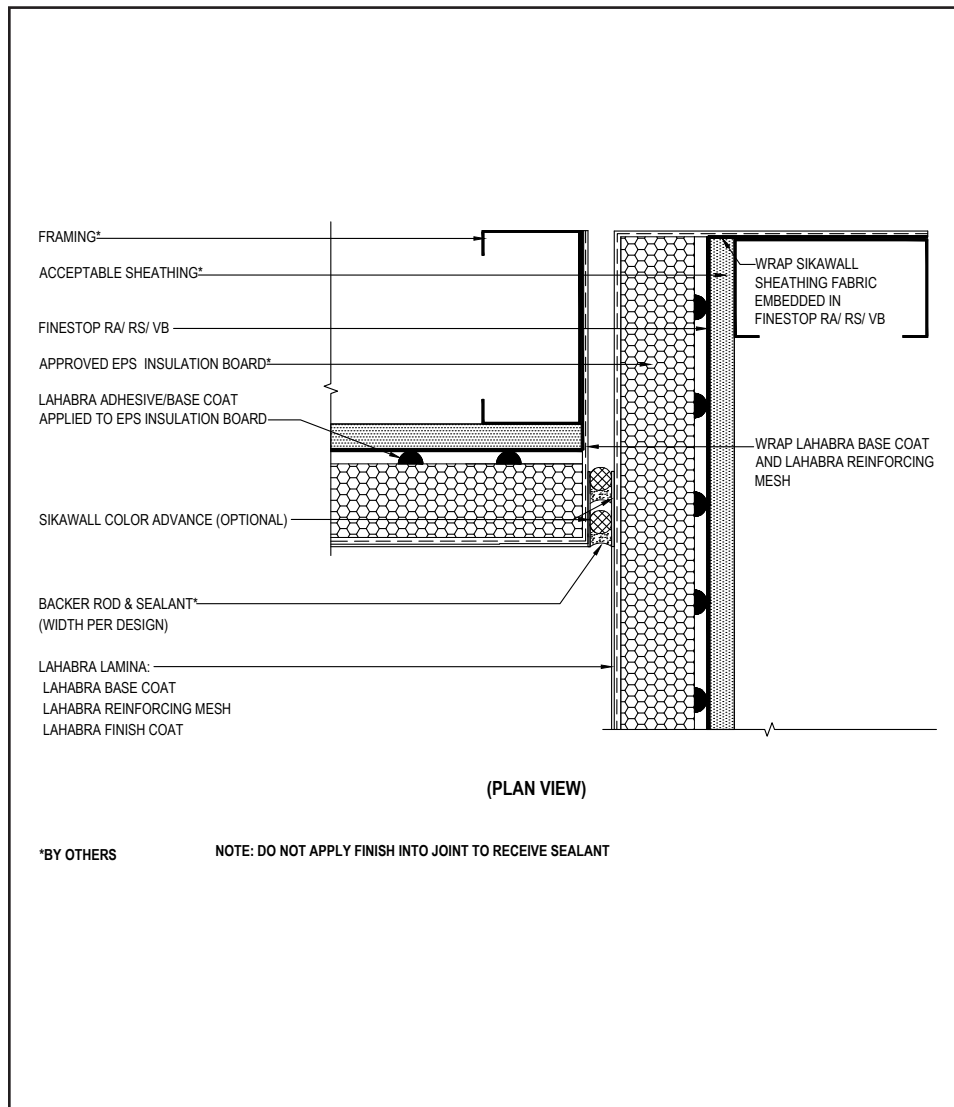 FRAMING*
ACCEPTABLE SHEATHING*
FINESTOP RA/ RS/ VB
APPROVED EPS INSULATION BOARD*
LAHABRA ADHESIVE/BASE COAT
APPLIED TO EPS INSULATION BOARD
SIKAWALL COLOR ADVANCE (OPTIONAL)
BACKER ROD & SEALANT*
(WIDTH PER DESIGN)
LAHABRA LAMINA:
LAHABRA BASE COAT
LAHABRA REINFORCING MESH
LAHABRA FINISH COAT
WRAP SIKAWALL
SHEATHING FABRIC
EMBEDDED IN
FINESTOP RA/ RS/ VB
WRAP LAHABRA BASE COAT
AND LAHABRA REINFORCING
MESH
(PLAN VIEW)
*BY OTHERS
NOTE: DO NOT APPLY FINISH INTO JOINT TO RECEIVE SEALANT